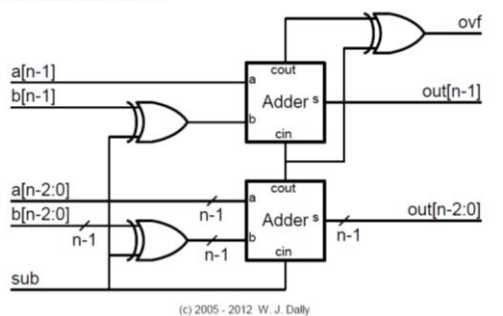 ovf
a[n-1]
cout
a
b[n-1]
Adder s
out[n-1]
b
cin
a[n-2:0]
cout
n-1
a
b[n-2:0]
Adder s
out[n-2:0]
n-1
b
n-1
n-1
cin
sub
(c) 2005 - 2012 W. J. Dally